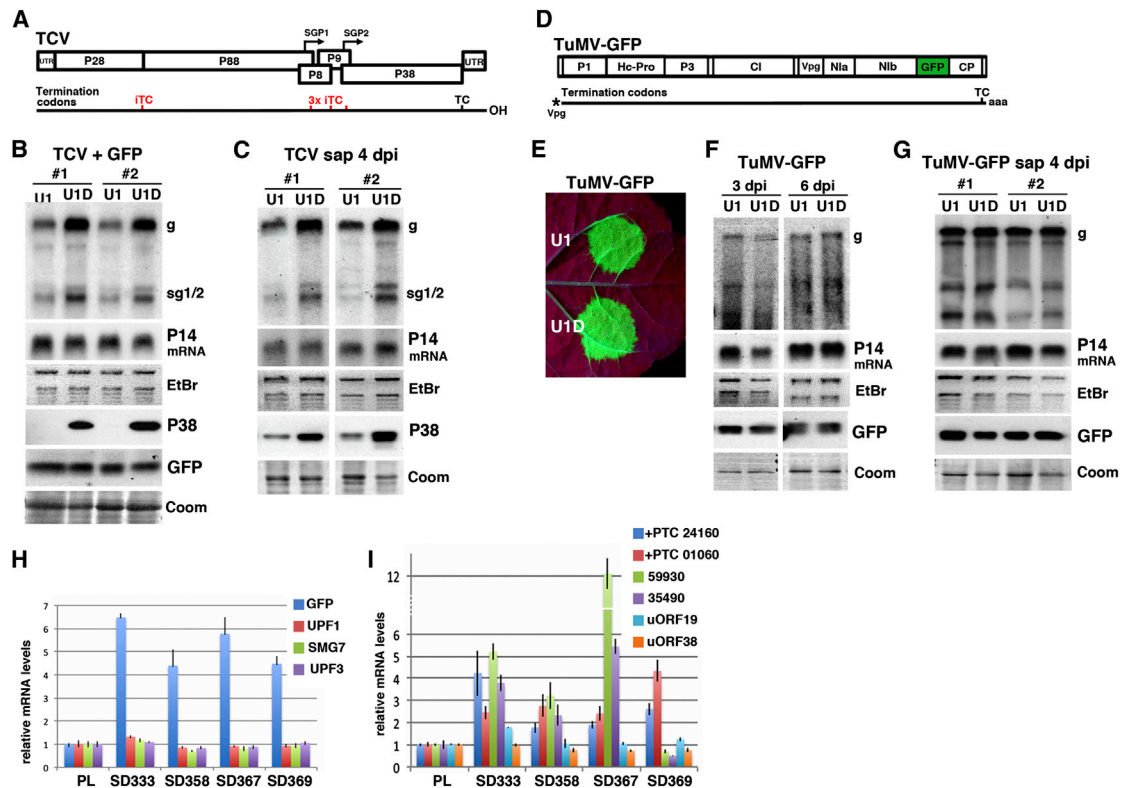 A
TCV
SGP1
SGP2
UTR
P28
P88
P9
P8
P38
UTR
Termination
codons
iTC
3x iTC
TC
OH
D
TuMV-GFP
P1
Hc-Pro
P3
CI
Vpg
NIa
NIb
GFP
CP
Termination codons
TC
*
Vpg
aaa
B
TCV + GFP
#1
#2
U1
U1D
U1
U1D
g
sg1/2
P14
mRNA
EtBr
P38
GFP
Coom
C
TCV sap 4 dpi
#1
#2
U1
U1D
U1
U1D
g
sg1/2
P14
mRNA
EtBr
P38
Coom
E
TuMV-GFP
U1
U1D
F
TuMV-GFP
3 dpi
6 dpi
U1
U1D
U1
U1D
g
P14
mRNA
EtBr
GFP
Coom
G
TuMV-GFP sap 4 dpi
#1
#2
U1
U1D
U1
U1D
g
P14
mRNA
EtBr
GFP
Coom
H
relative mRNA levels
7
6
5
4
3
2
1
0
PL
SD333
SD358
SD367
SD369
GFP
UPF1
SMG7
UPF3
I
relative mRNA levels
12
6
5
4
3
2
1
0
PL
SD333
SD358
SD367
SD369
+PTC 24160
+PTC 01060
59930
35490
uORF19
uORF38